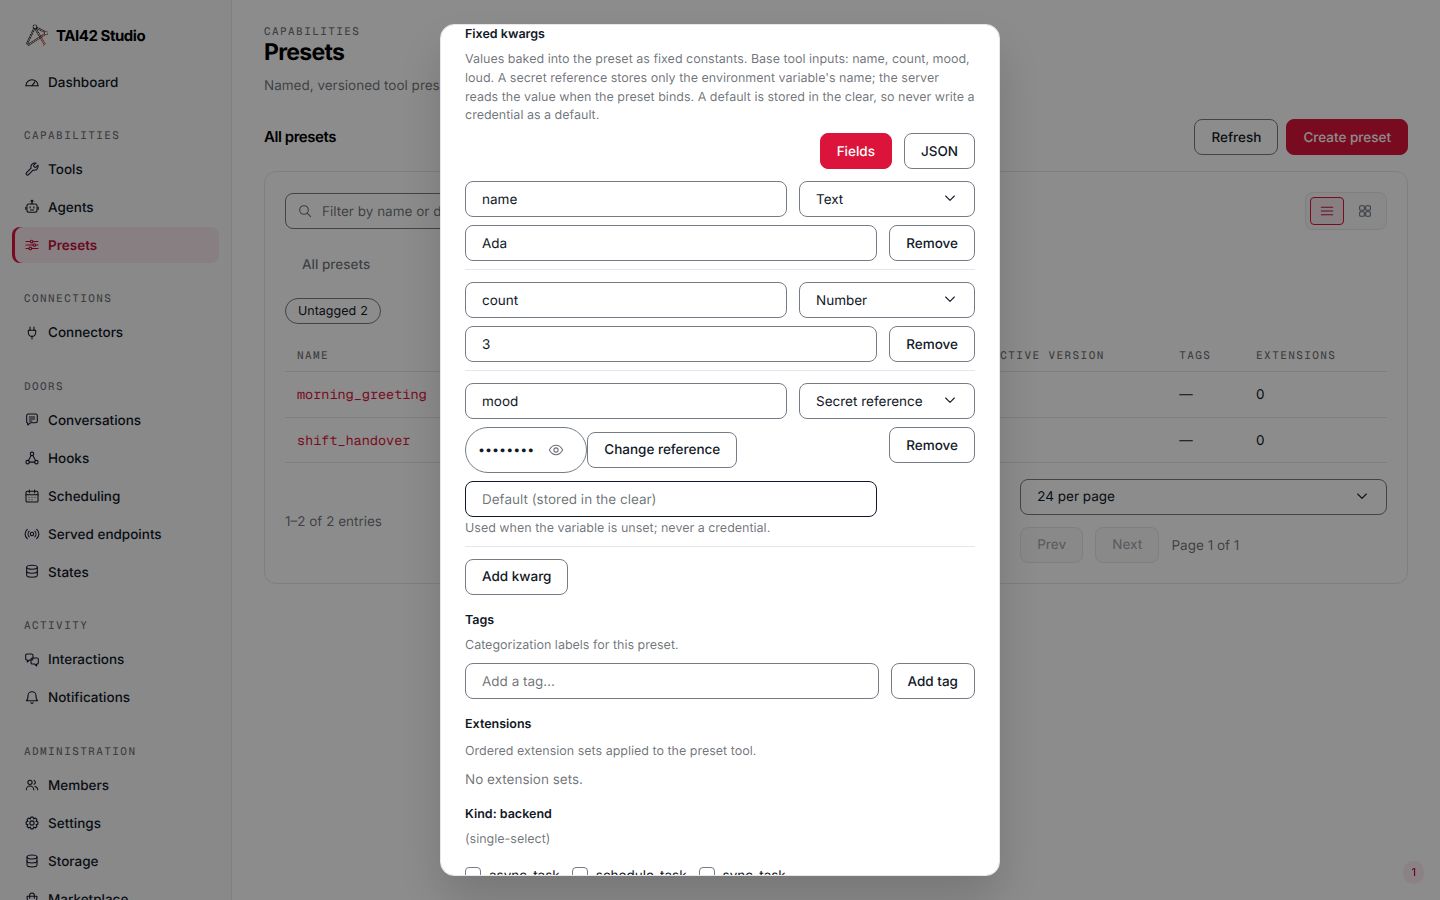 TAI42 Studio
Dashboard
CAPABILITIES
Tools
Agents
Presets
CONNECTIONS
Connectors
DOORS
Conversations
Hooks
Scheduling
Served endpoints
States
ACTIVITY
Interactions
Notifications
ADMINISTRATION
Members
Settings
Storage
Marketplace
CAPABILITIES
Presets
Named, versioned tool pres
All presets
Refresh
Create preset
Filter by name or d
All presets
Untagged 2
NAME
CTIVE VERSION
TAGS
EXTENSIONS
morning_greeting
—
0
shift_handover
—
0
1–2 of 2 entries
24 per page
Prev
Next
Page 1 of 1
Fixed kwargs
Values baked into the preset as fixed constants. Base tool inputs: name, count, mood,
loud. A secret reference stores only the environment variable's name; the server
reads the value when the preset binds. A default is stored in the clear, so never write a
credential as a default.
Fields
JSON
name
Text
Ada
Remove
count
Number
3
Remove
mood
Secret reference
••••••••
Change reference
Remove
Default (stored in the clear)
Used when the variable is unset; never a credential.
Add kwarg
Tags
Categorization labels for this preset.
Add a tag...
Add tag
Extensions
Ordered extension sets applied to the preset tool.
No extension sets.
Kind: backend
(single-select)
async_task
schedule_task
sync_task
1